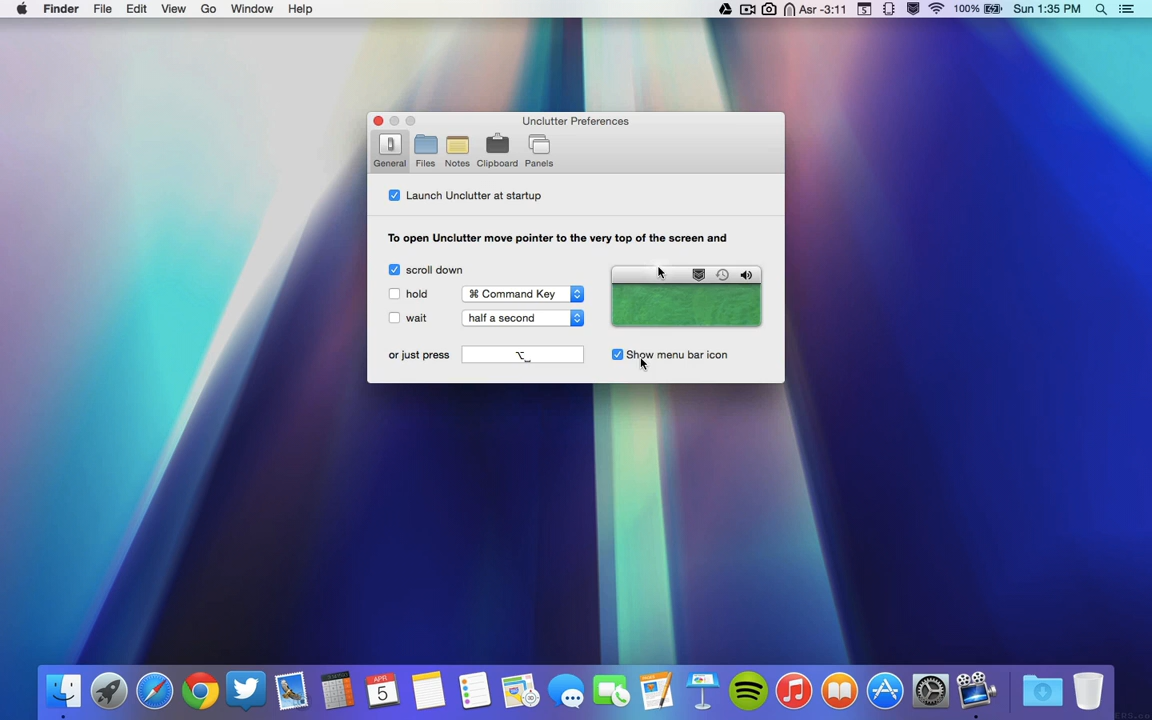 Finder File Edit View Go Window Help Asr -3:11 5 100% Sun 1:35 PM
Unclutter Preferences
General Files Notes Clipboard Panels
Launch Unclutter at startup
To open Unclutter move pointer to the very top of the screen and
scroll down
hold ⌘ Command Key
wait half a second
or just press ⌥_ Show menu bar icon
APR
5